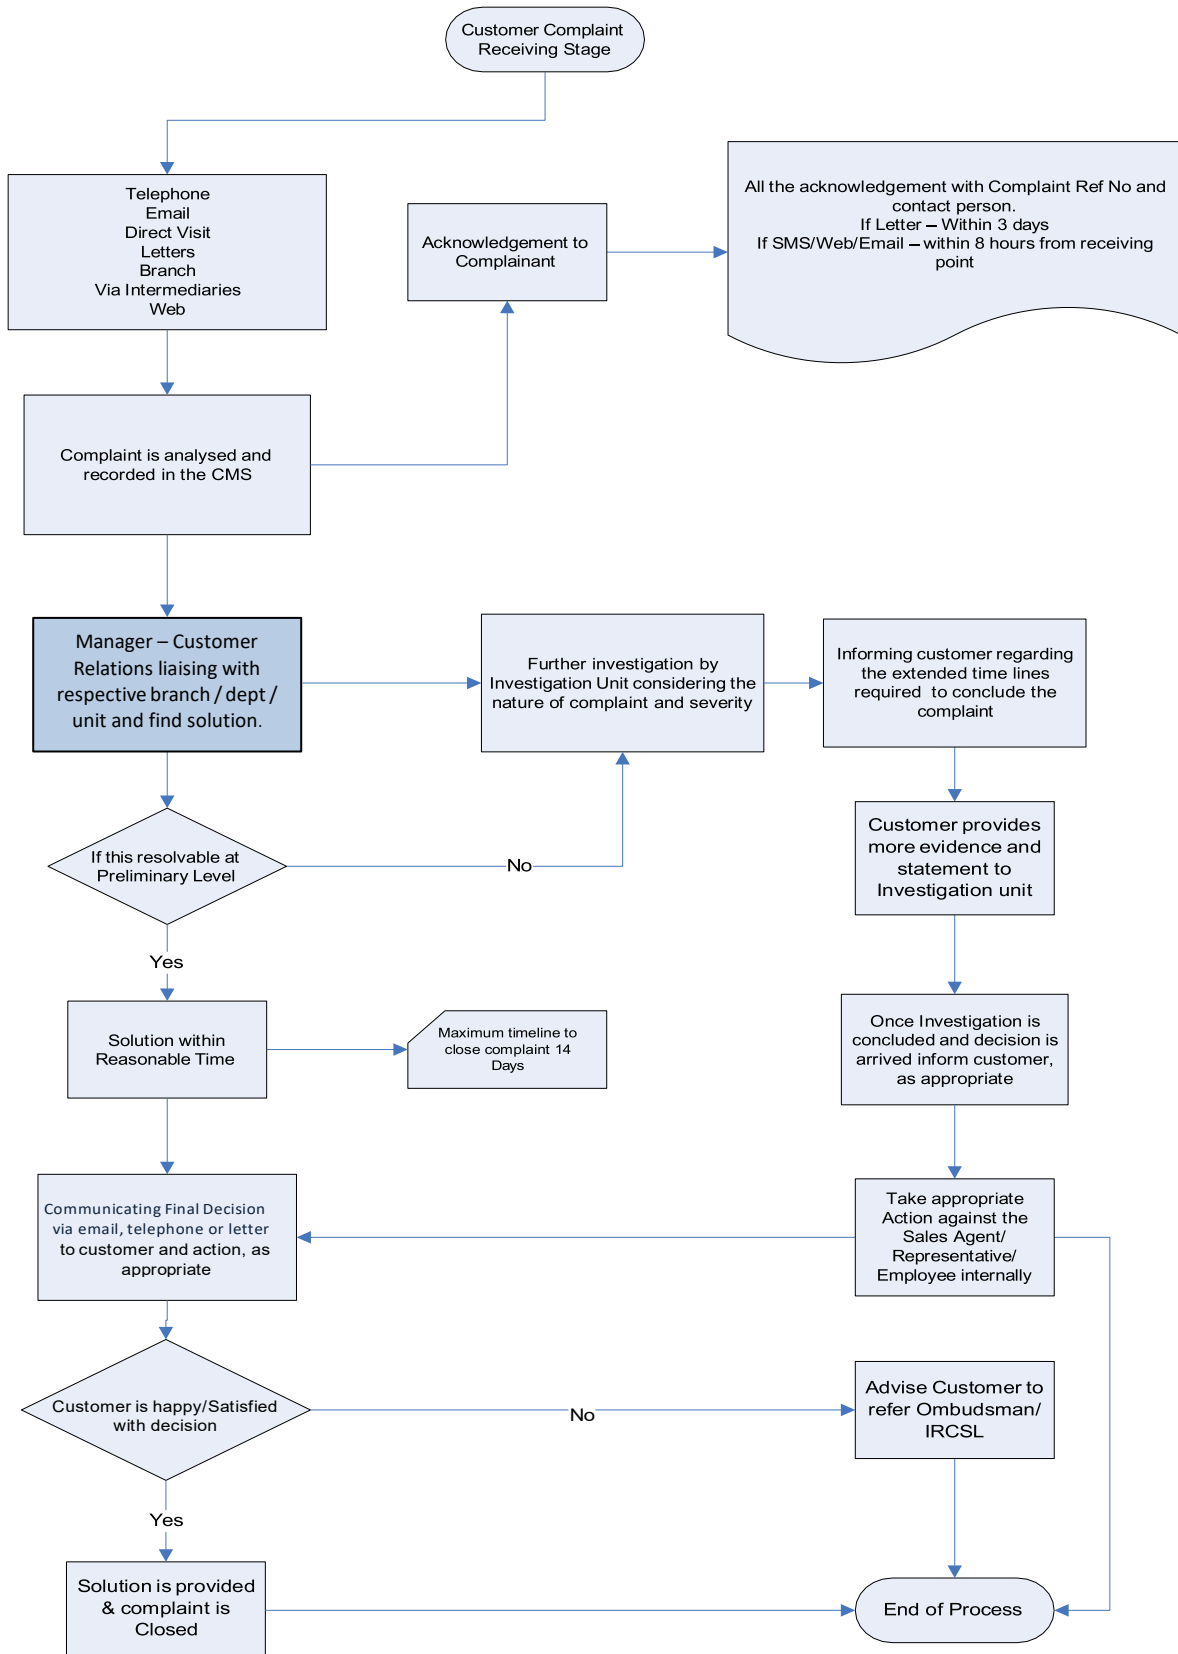 Customer Complaint
Receiving Stage
Telephone
Email
Direct Visit
Letters
Branch
Via Intermediaries
Web
Acknowledgement to
Complainant
All the acknowledgement with Complaint Ref No and
contact person.
If Letter – Within 3 days
If SMS/Web/Email – within 8 hours from receiving
point
Complaint is analysed and
recorded in the CMS
Manager – Customer
Relations liaising with
respective branch / dept /
unit and find solution.
Further investigation by
Investigation Unit considering the
nature of complaint and severity
Informing customer regarding
the extended time lines
required to conclude the
complaint
If this resolvable at
Preliminary Level
No
Customer provides
more evidence and
statement to
Investigation unit
Yes
Solution within
Reasonable Time
Maximum timeline to
close complaint 14
Days
Once Investigation is
concluded and decision is
arrived inform customer,
as appropriate
Communicating Final Decision
via email, telephone or letter
to customer and action, as
appropriate
Take appropriate
Action against the
Sales Agent/
Representative/
Employee internally
Customer is happy/Satisfied
with decision
No
Advise Customer to
refer Ombudsman/
IRCSL
Yes
Solution is provided
& complaint is
Closed
End of Process